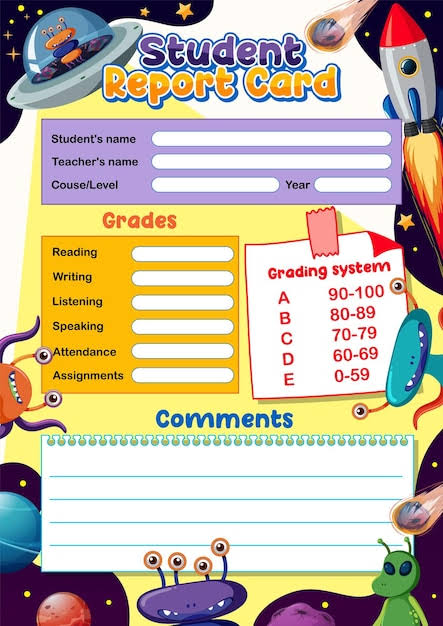 Student
Report Card
Student's name
Teacher's name
Couse/Level
Year
Grades
Reading
Writing
Listening
Speaking
Attendance
Assignments
Grading system
A 90-100
B 80-89
C 70-79
D 60-69
E 0-59
Comments